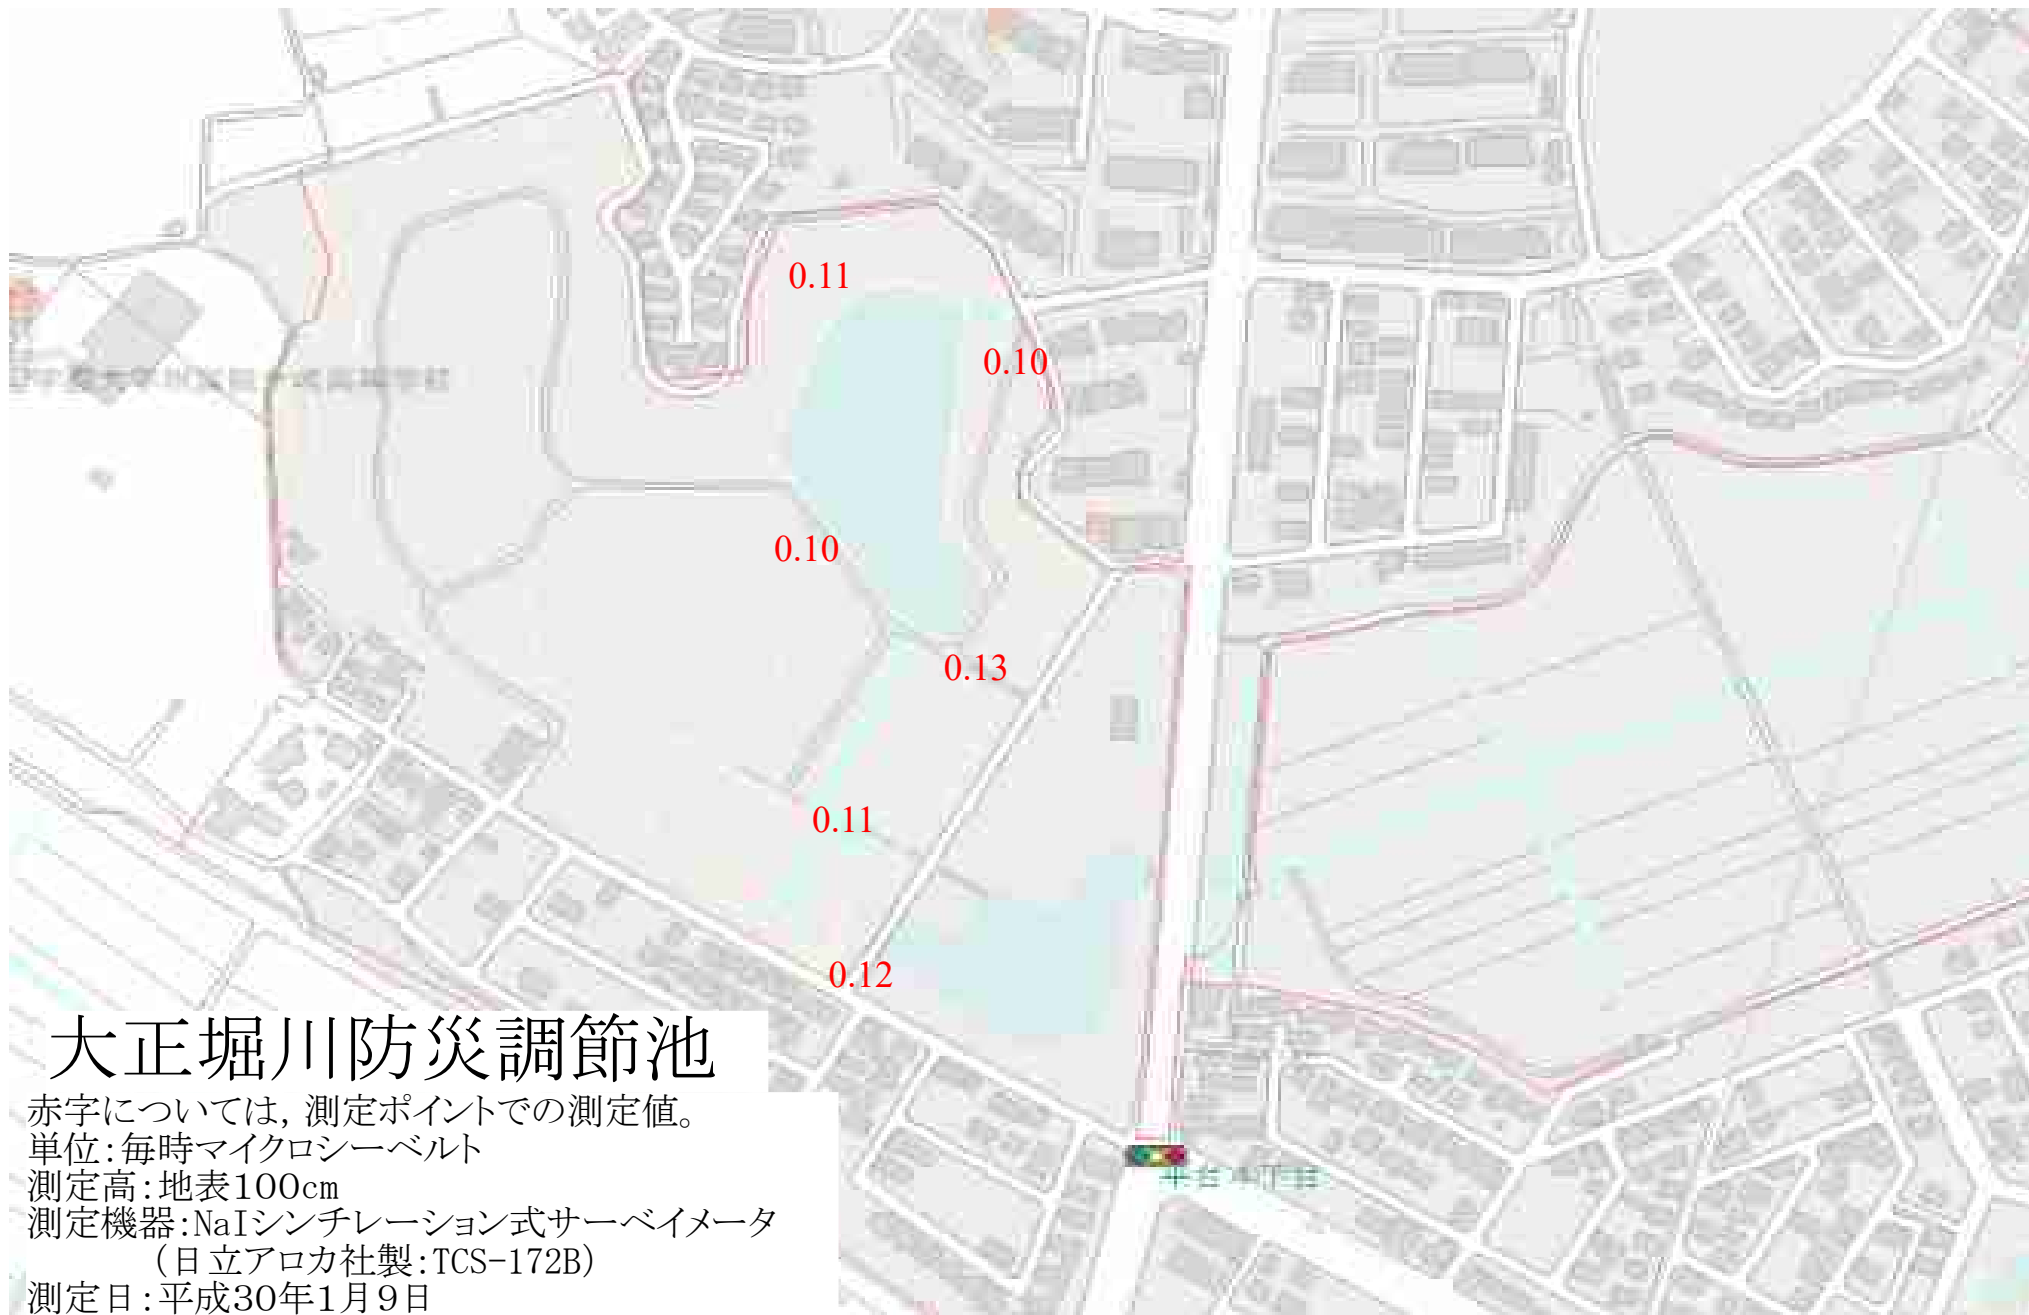 0.11
0.10
0.10
0.13
0.11
0.12
大正堀川防災調節池
赤字については，測定ポイントでの測定値。
単位：毎時マイクロシーベルト
測定高：地表100cm
測定機器：NaIシンチレーション式サーベイメータ
（日立アロカ社製：TCS-172B）
測定日：平成30年1月9日